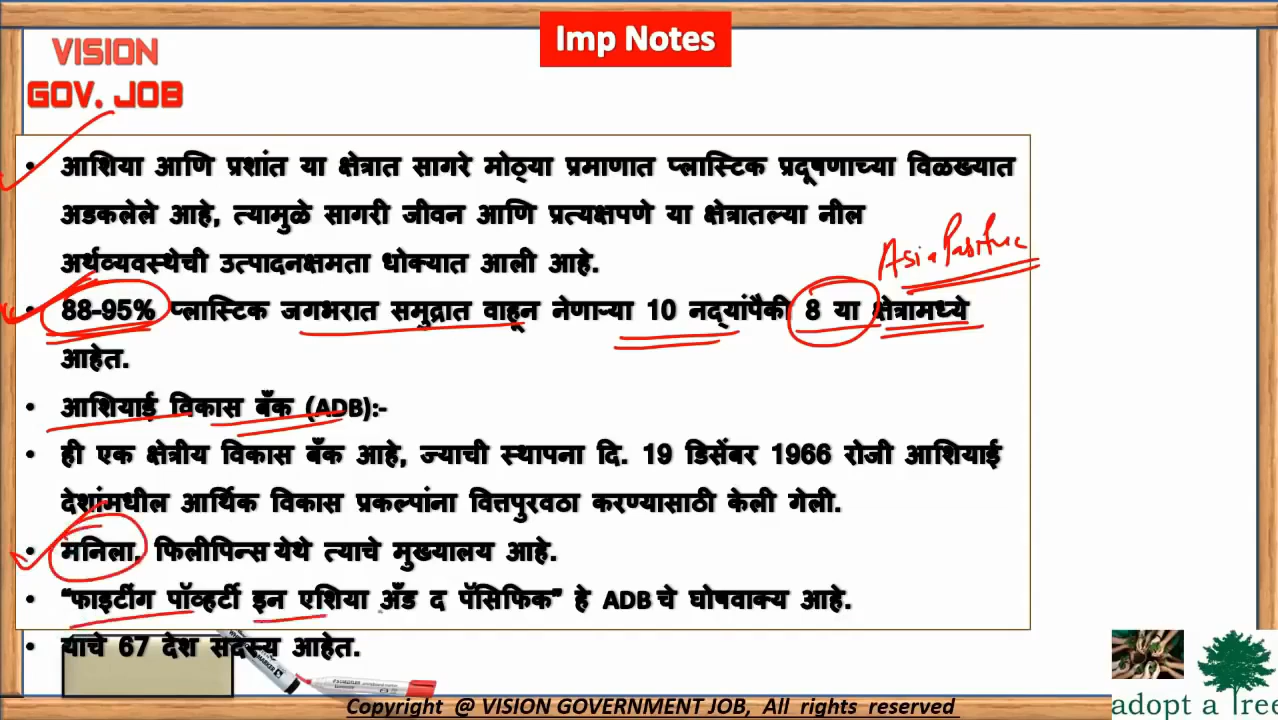 Imp Notes
VISION
GOV. JOB
• आशिया आणि प्रशांत या क्षेत्रात सागरे मोठ्या प्रमाणात प्लास्टिक प्रदूषणाच्या विळख्यात
अडकलेले आहे, त्यामुळे सागरी जीवन आणि प्रत्यक्षपणे या क्षेत्रातल्या नील
अर्थव्यवस्थेची उत्पादनक्षमता धोक्यात आली आहे.
Asia
• 88-95% प्लास्टिक जगभरात समुद्रात वाहून नेणाऱ्या 10 नद्यांपैकी 8 या क्षेत्रामध्ये
आहेत.
• आशियाई विकास बँक (ADB):-
• ही एक क्षेत्रीय विकास बँक आहे, ज्याची स्थापना दि. 19 डिसेंबर 1966 रोजी आशियाई
देशांमधील आर्थिक विकास प्रकल्पांना वित्तपुरवठा करण्यासाठी केली गेली.
• मनिला, फिलीपिन्स येथे त्याचे मुख्यालय आहे.
• “फाइटींग पॉव्हर्टी इन एशिया अँड द पॅसिफिक” हे ADB चे घोषवाक्य आहे.
• याचे 67 देश सदस्य आहेत.
Copyright @ VISION GOVERNMENT JOB, All rights reserved
adopt a Tree